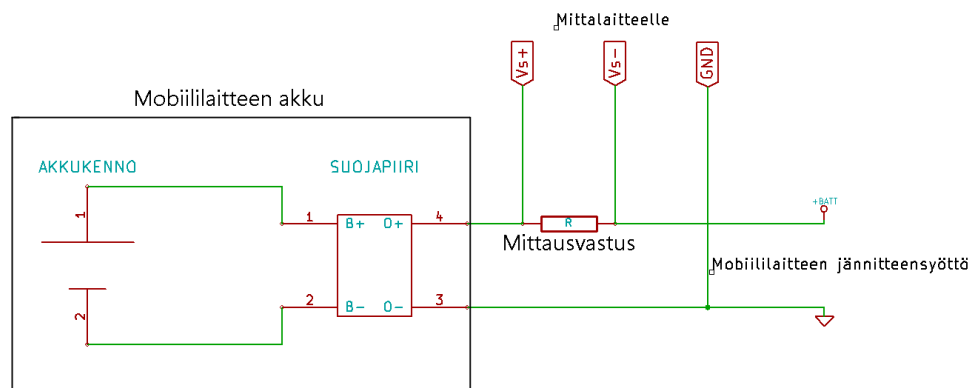 Mittalaitteelle
Vs+
Vs-
GND
Mobiililaitteen akku
AKKUKENNO
SUOJAPIIRI
+BATT
1
1
B+
O+
4
R
Mittausvastus
Mobiililaitteen jännitteensyöttö
2
2
B-
O-
3